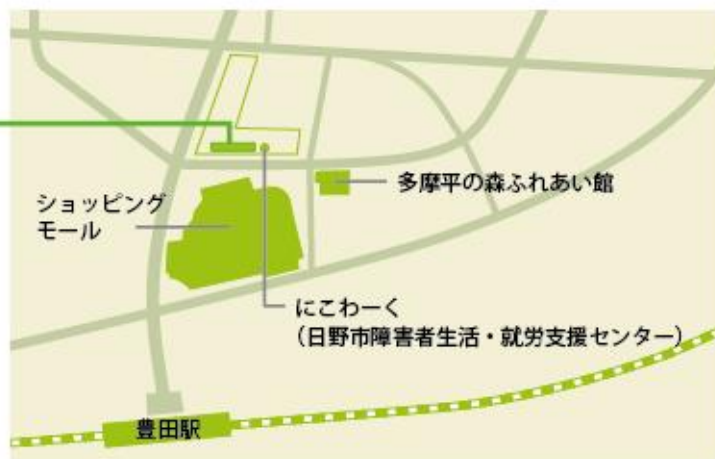 多摩平の森ふれあい館
ショッピング
モール
にこわーく
（日野市障害者生活・就労支援センター）
豊田駅